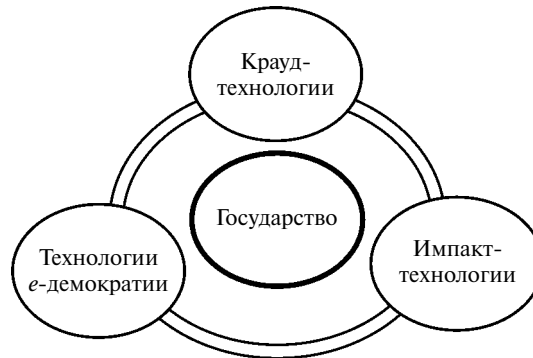 Крауд-
технологии
Государство
Технологии
е-демократии
Импакт-
технологии